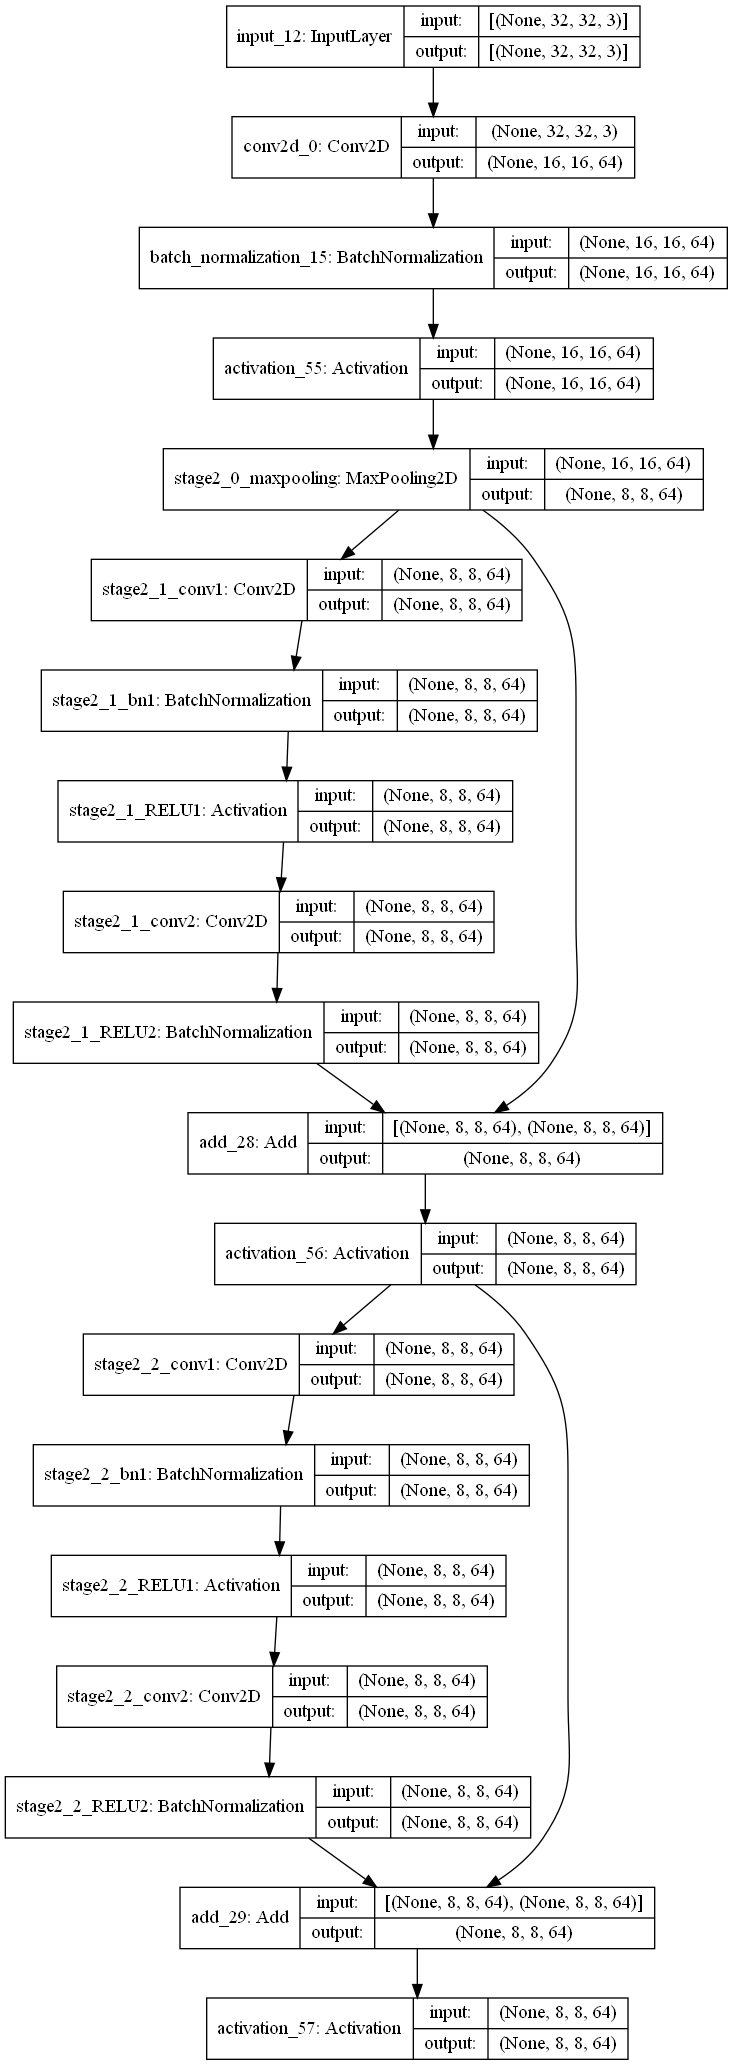 input_12: InputLayer
input: [(None, 32, 32, 3)]
output: [(None, 32, 32, 3)]
conv2d_0: Conv2D
input: (None, 32, 32, 3)
output: (None, 16, 16, 64)
batch_normalization_15: BatchNormalization
input: (None, 16, 16, 64)
output: (None, 16, 16, 64)
activation_55: Activation
input: (None, 16, 16, 64)
output: (None, 16, 16, 64)
stage2_0_maxpooling: MaxPooling2D
input: (None, 16, 16, 64)
output: (None, 8, 8, 64)
stage2_1_conv1: Conv2D
input: (None, 8, 8, 64)
output: (None, 8, 8, 64)
stage2_1_bn1: BatchNormalization
input: (None, 8, 8, 64)
output: (None, 8, 8, 64)
stage2_1_RELU1: Activation
input: (None, 8, 8, 64)
output: (None, 8, 8, 64)
stage2_1_conv2: Conv2D
input: (None, 8, 8, 64)
output: (None, 8, 8, 64)
stage2_1_RELU2: BatchNormalization
input: (None, 8, 8, 64)
output: (None, 8, 8, 64)
add_28: Add
input: [(None, 8, 8, 64), (None, 8, 8, 64)]
output: (None, 8, 8, 64)
activation_56: Activation
input: (None, 8, 8, 64)
output: (None, 8, 8, 64)
stage2_2_conv1: Conv2D
input: (None, 8, 8, 64)
output: (None, 8, 8, 64)
stage2_2_bn1: BatchNormalization
input: (None, 8, 8, 64)
output: (None, 8, 8, 64)
stage2_2_RELU1: Activation
input: (None, 8, 8, 64)
output: (None, 8, 8, 64)
stage2_2_conv2: Conv2D
input: (None, 8, 8, 64)
output: (None, 8, 8, 64)
stage2_2_RELU2: BatchNormalization
input: (None, 8, 8, 64)
output: (None, 8, 8, 64)
add_29: Add
input: [(None, 8, 8, 64), (None, 8, 8, 64)]
output: (None, 8, 8, 64)
activation_57: Activation
input: (None, 8, 8, 64)
output: (None, 8, 8, 64)